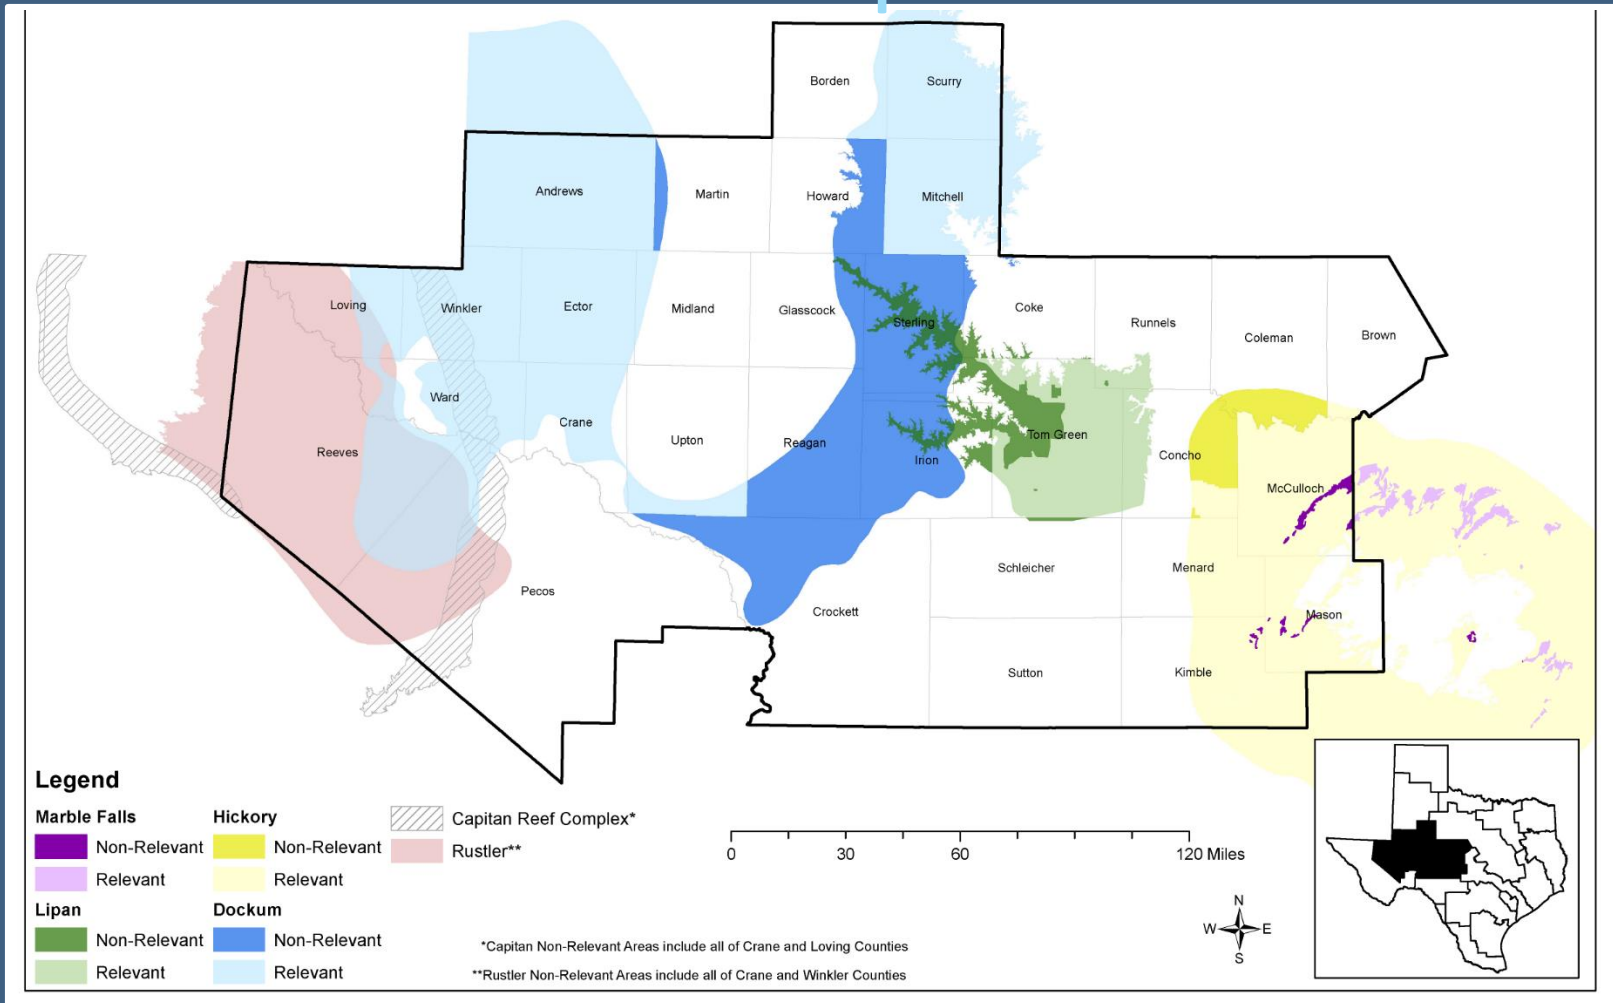 Borden
Scurry
Andrews
Martin
Howard
Mitchell
Loving
Winkler
Ector
Midland
Glasscock
Sterling
Coke
Runnels
Coleman
Brown
Ward
Crane
Upton
Reagan
Irion
Tom Green
Concho
Reeves
McCulloch
Pecos
Crockett
Schleicher
Menard
Mason
Sutton
Kimble
Legend
Marble Falls
Non-Relevant
Relevant
Lipan
Non-Relevant
Relevant
Hickory
Non-Relevant
Relevant
Dockum
Non-Relevant
Relevant
Capitan Reef Complex*
Rustler**
0 30 60 120 Miles
N
W E
S
*Capitan Non-Relevant Areas include all of Crane and Loving Counties
**Rustler Non-Relevant Areas include all of Crane and Winkler Counties